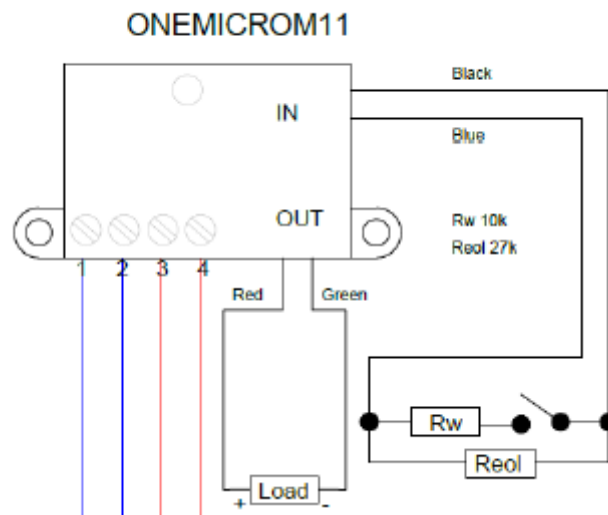 ONEMICROM11
Black
IN
Blue
OUT
Rw 10k
Reol 27k
1 2 3 4
Red Green
Rw
Reol
+ Load -